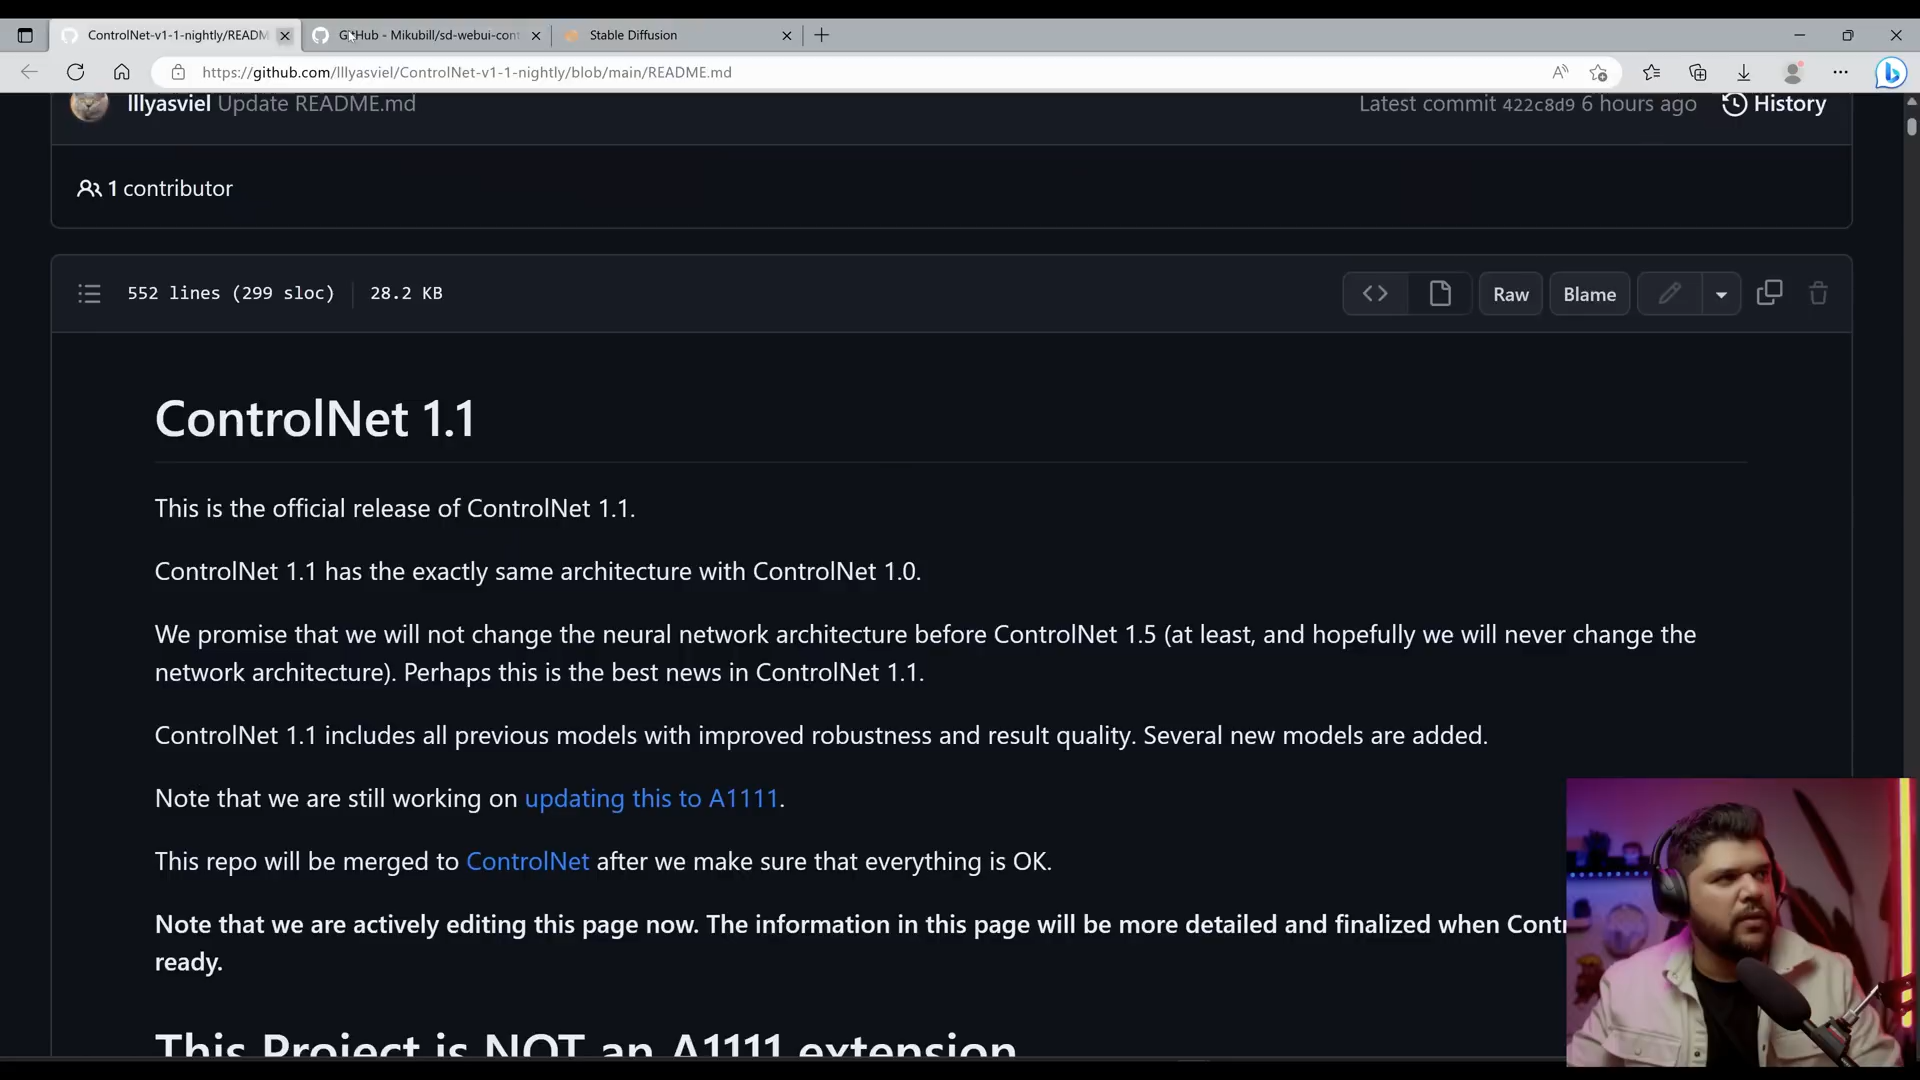 ControlNet-v1-1-nightly/READM
GitHub - Mikubill/sd-webui-cont
Stable Diffusion
https://github.com/lllyasviel/ControlNet-v1-1-nightly/blob/main/README.md
lllyasviel Update README.md
Latest commit 422c8d9 6 hours ago
History
1 contributor
552 lines (299 sloc)
28.2 KB
Raw
Blame
ControlNet 1.1
This is the official release of ControlNet 1.1.
ControlNet 1.1 has the exactly same architecture with ControlNet 1.0.
We promise that we will not change the neural network architecture before ControlNet 1.5 (at least, and hopefully we will never change the
network architecture). Perhaps this is the best news in ControlNet 1.1.
ControlNet 1.1 includes all previous models with improved robustness and result quality. Several new models are added.
Note that we are still working on updating this to A1111.
This repo will be merged to ControlNet after we make sure that everything is OK.
Note that we are actively editing this page now. The information in this page will be more detailed and finalized when Contr
ready.
This Project is NOT an A1111 extension